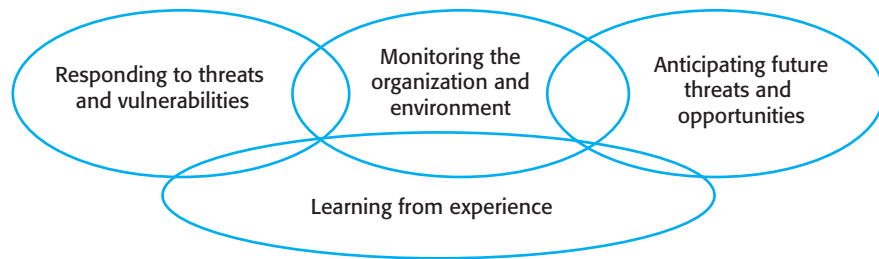 Responding to threats
and vulnerabilities
Monitoring the
organization and
environment
Anticipating future
threats and
opportunities
Learning from experience